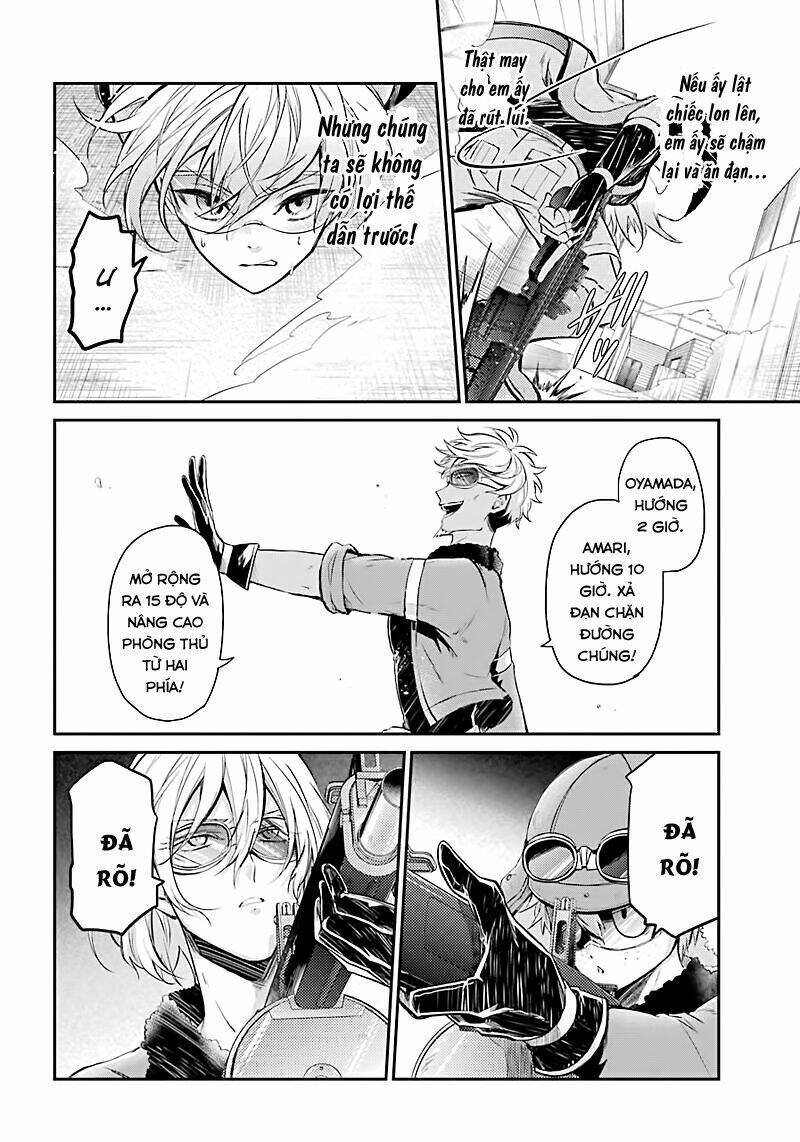 Nếu ấy lật
chiếc lon lên,
em ấy sẽ chậm
lại và ăn đạn...
Thật may
cho em ấy
đã rút lui.
Nhưng chúng
ta sẽ không
có lợi thế
dẫn trước!
Ư
...
OYAMADA,
HƯỚNG
2 GIỜ.
AMARI,
HƯỚNG 10
GIỜ. XẢ
ĐẠN CHẶN
ĐƯỜNG
CHÚNG!
MỞ RỘNG
RA 15 ĐỘ VÀ
NÂNG CAO
PHÒNG THỦ
TỪ HAI
PHÍA!
ĐÃ
RÕ!
ĐÃ
RÕ!